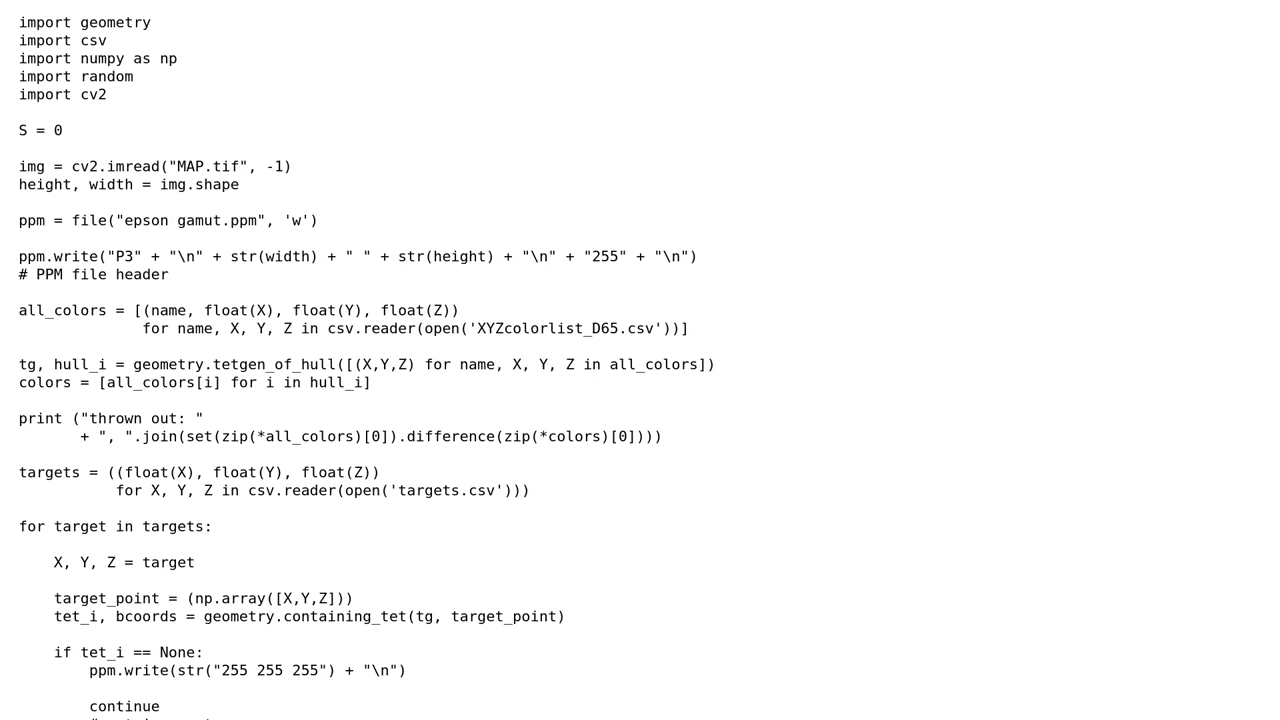 import geometry
import csv
import numpy as np
import random
import cv2
S = 0
img = cv2.imread("MAP.tif", -1)
height, width = img.shape
ppm = file("epson gamut.ppm", 'w')
ppm.write("P3" + "\n" + str(width) + " " + str(height) + "\n" + "255" + "\n")
# PPM file header
all_colors = [(name, float(X), float(Y), float(Z))
for name, X, Y, Z in csv.reader(open('XYZcolorlist_D65.csv'))]
tg, hull_i = geometry.tetgen_of_hull([(X,Y,Z) for name, X, Y, Z in all_colors])
colors = [all_colors[i] for i in hull_i]
print ("thrown out: "
+ ", ".join(set(zip(*all_colors)[0]).difference(zip(*colors)[0])))
targets = ((float(X), float(Y), float(Z))
for X, Y, Z in csv.reader(open('targets.csv')))
for target in targets:
X, Y, Z = target
target_point = (np.array([X,Y,Z]))
tet_i, bcoords = geometry.containing_tet(tg, target_point)
if tet_i == None:
ppm.write(str("255 255 255") + "\n")
continue